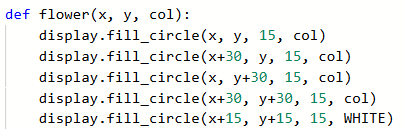 def flower(x, y, col):
    display.fill_circle(x, y, 15, col)
    display.fill_circle(x+30, y, 15, col)
    display.fill_circle(x, y+30, 15, col)
    display.fill_circle(x+30, y+30, 15, col)
    display.fill_circle(x+15, y+15, 15, WHITE)